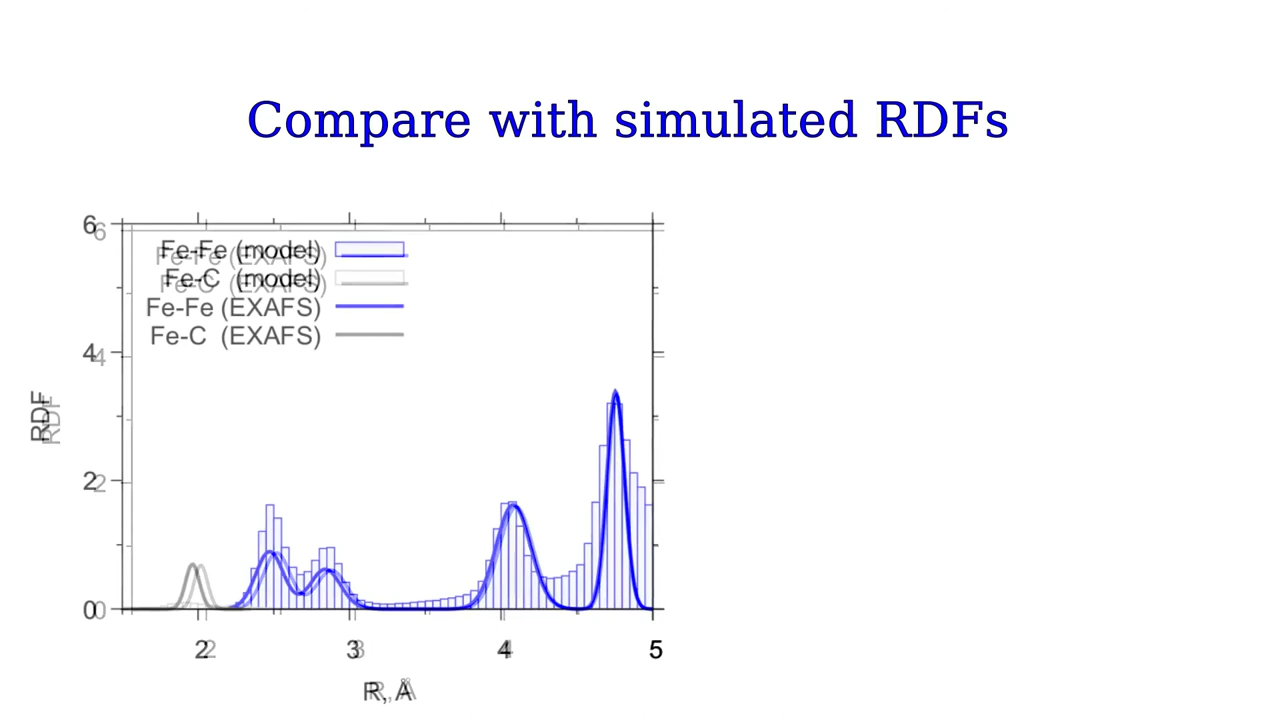 Compare with simulated RDFs
6
Fe-Fe (model)
Fe-C (model)
Fe-Fe (EXAFS)
Fe-C (EXAFS)
4
RDF
2
0
2 3 4 5
R, Å